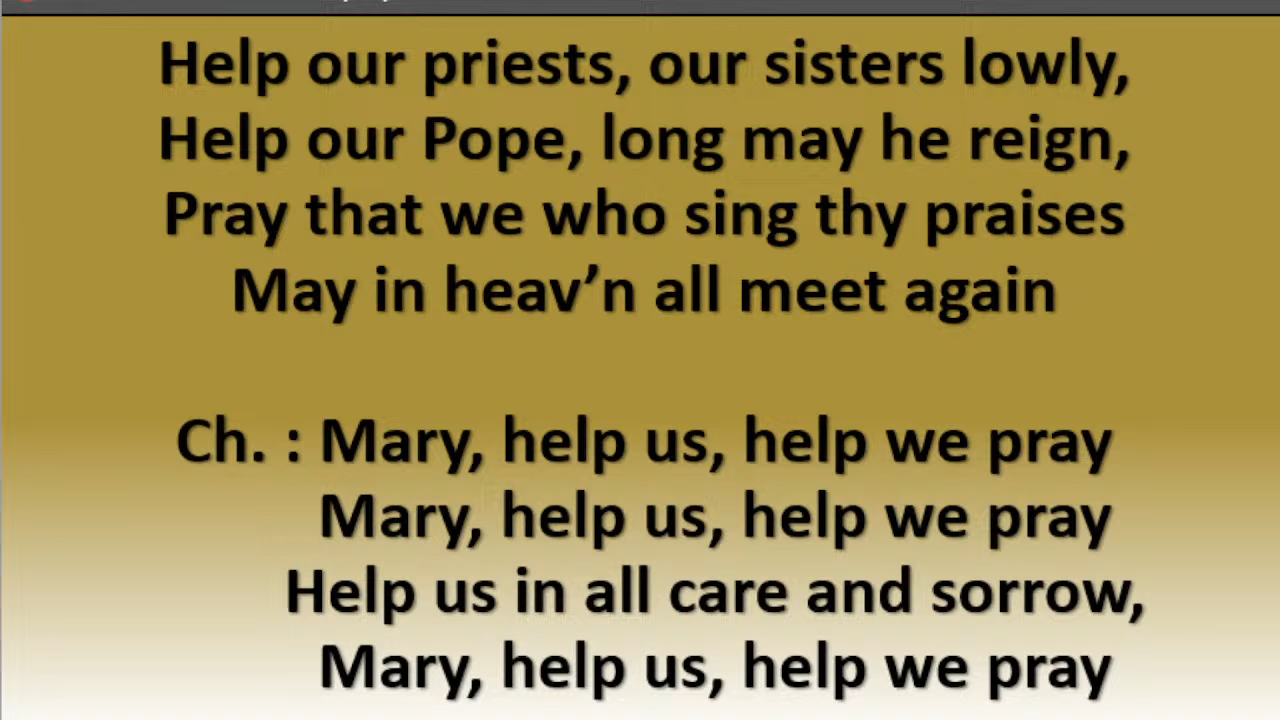 Help our priests, our sisters lowly,
Help our Pope, long may he reign,
Pray that we who sing thy praises
May in heav’n all meet again
Ch. : Mary, help us, help we pray
Mary, help us, help we pray
Help us in all care and sorrow,
Mary, help us, help we pray